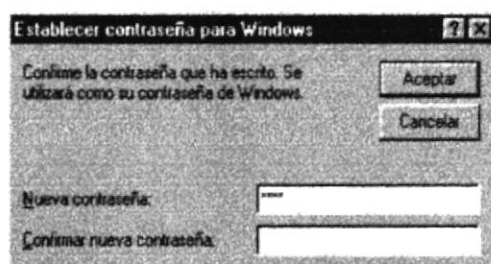 Establecer contraseña para Windows
Confirme la contraseña que ha escrito. Se
utilizará como su contraseña de Windows.
Aceptar
Cancelar
Nueva contraseña: ****
Confirmar nueva contraseña: